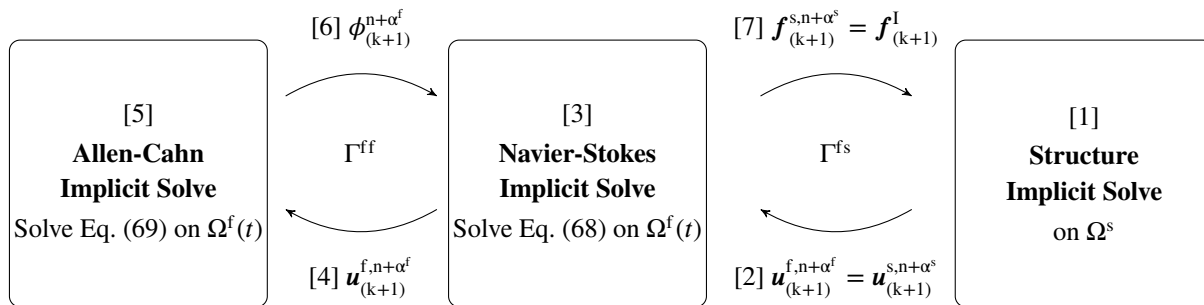 [6] ϕ^{n+α^f}_{(k+1)}
[7] f^{s,n+α^s}_{(k+1)} = f^I_{(k+1)}
[5]
Allen-Cahn
Implicit Solve
Solve Eq. (69) on Ω^f(t)
Γ^{ff}
[3]
Navier-Stokes
Implicit Solve
Solve Eq. (68) on Ω^f(t)
Γ^{fs}
[1]
Structure
Implicit Solve
on Ω^s
[4] u^{f,n+α^f}_{(k+1)}
[2] u^{f,n+α^f}_{(k+1)} = u^{s,n+α^s}_{(k+1)}